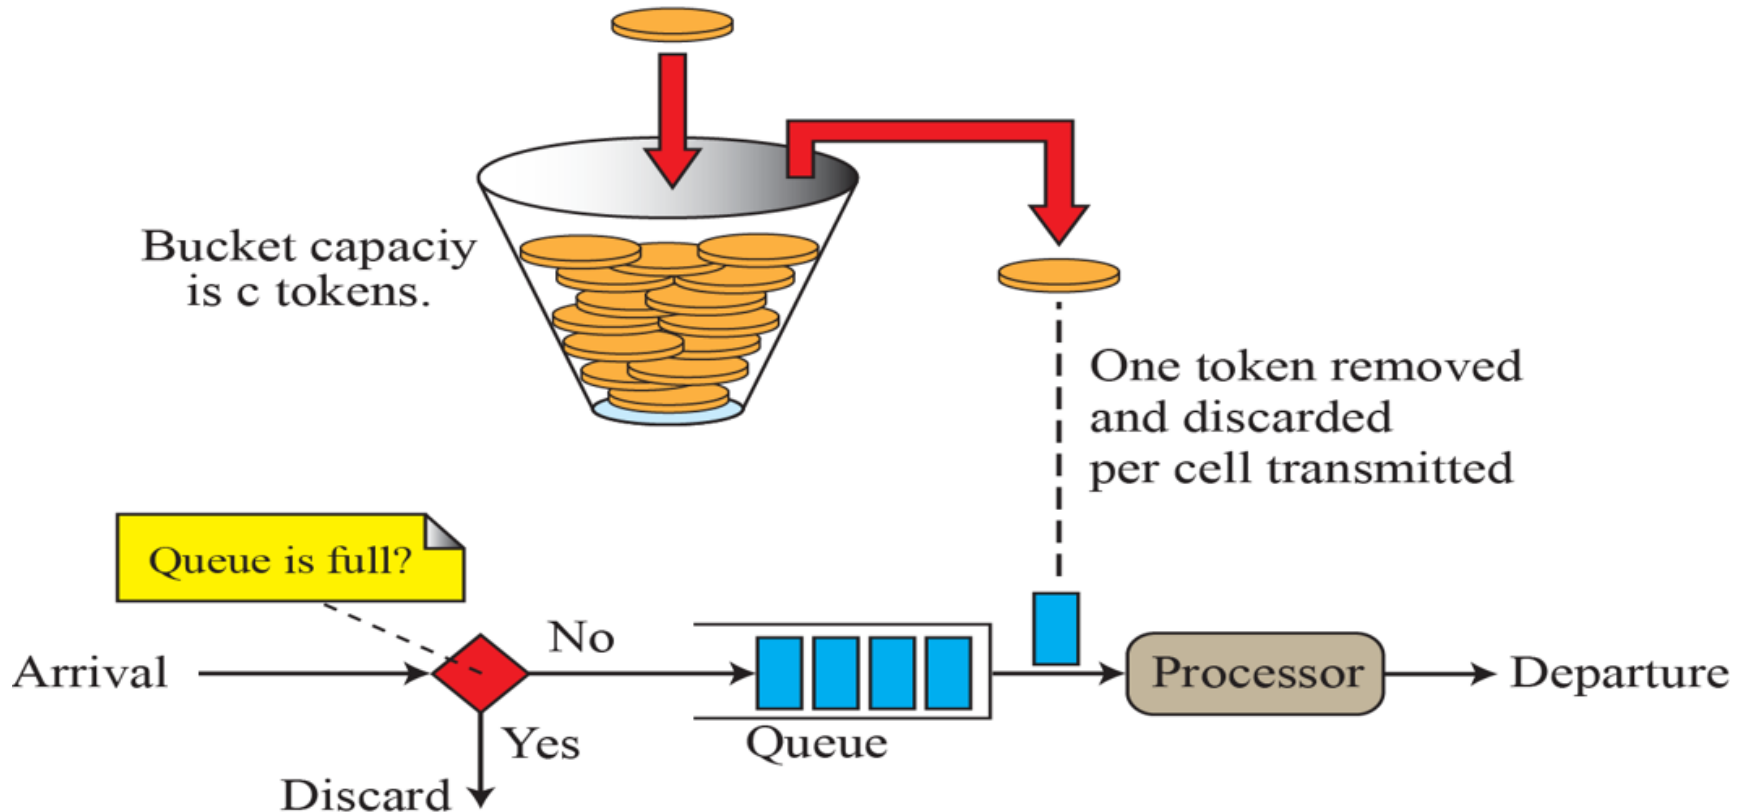 Bucket capaciy
is c tokens.
One token removed
and discarded
per cell transmitted
Queue is full?
Arrival
No
Yes
Discard
Queue
Processor
Departure